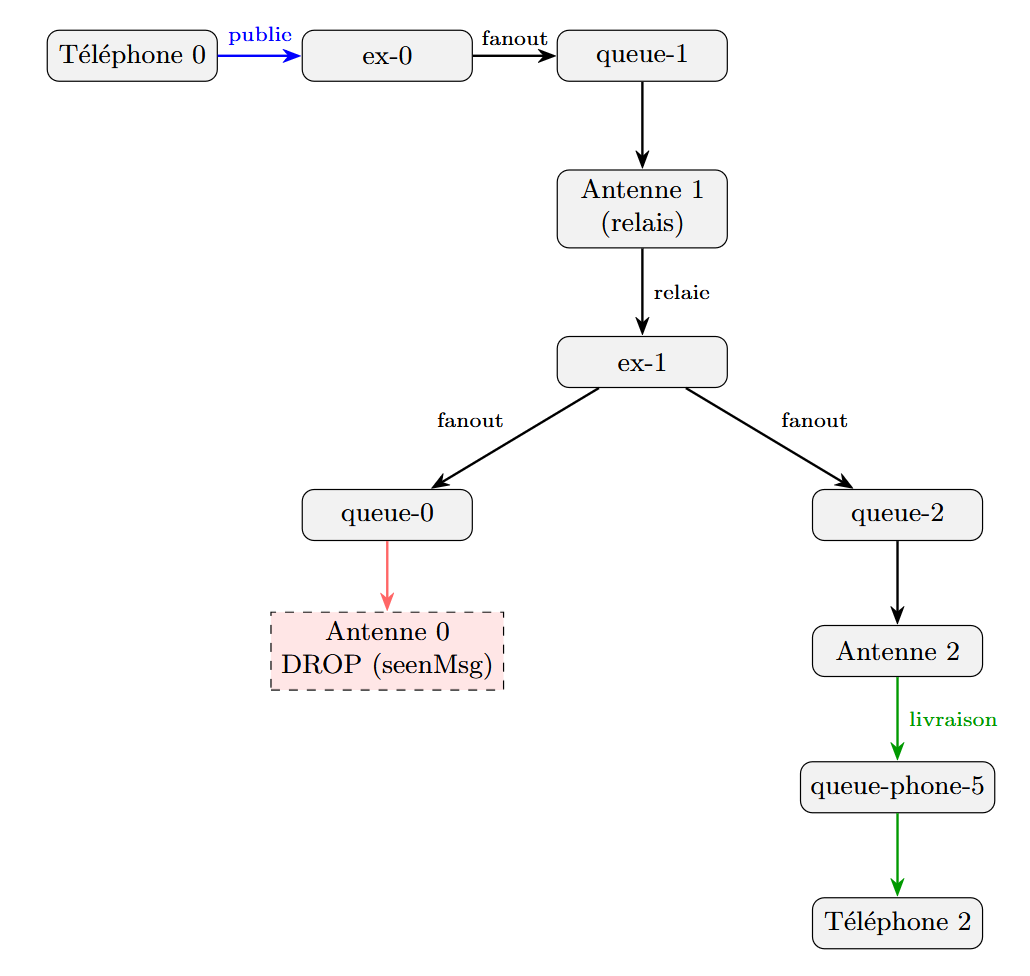 Téléphone 0
publie
ex-0
fanout
queue-1
Antenne 1
(relais)
relaie
ex-1
fanout
fanout
queue-0
queue-2
Antenne 0
DROP (seenMsg)
Antenne 2
livraison
queue-phone-5
Téléphone 2